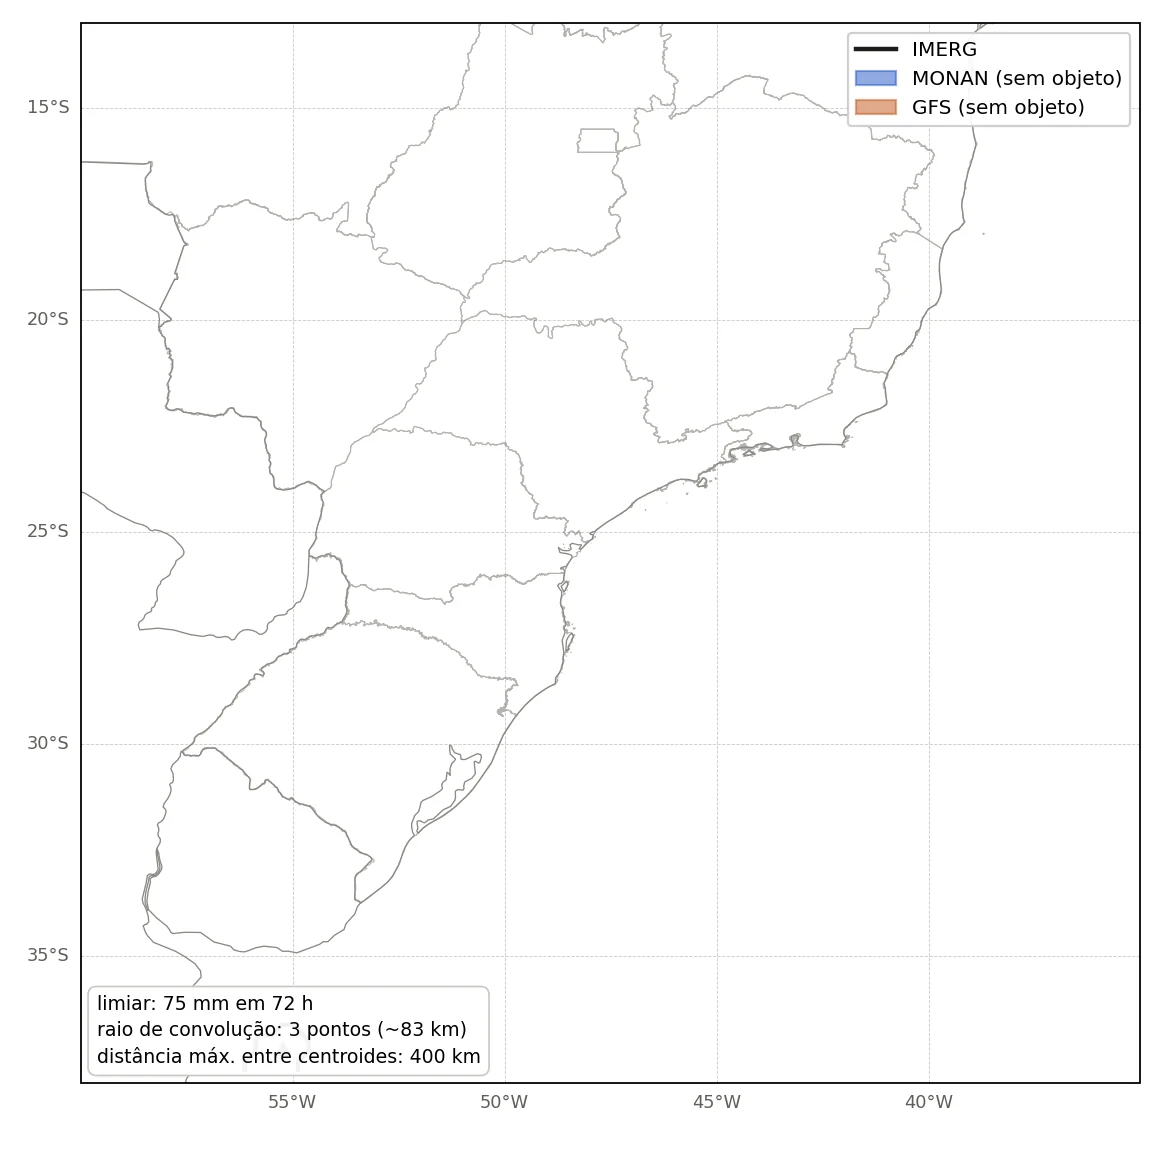 IMERG
MONAN (sem objeto)
GFS (sem objeto)
15°S
20°S
25°S
30°S
35°S
limiar: 75 mm em 72 h
raio de convolução: 3 pontos (~83 km)
distância máx. entre centroides: 400 km
55°W
50°W
45°W
40°W